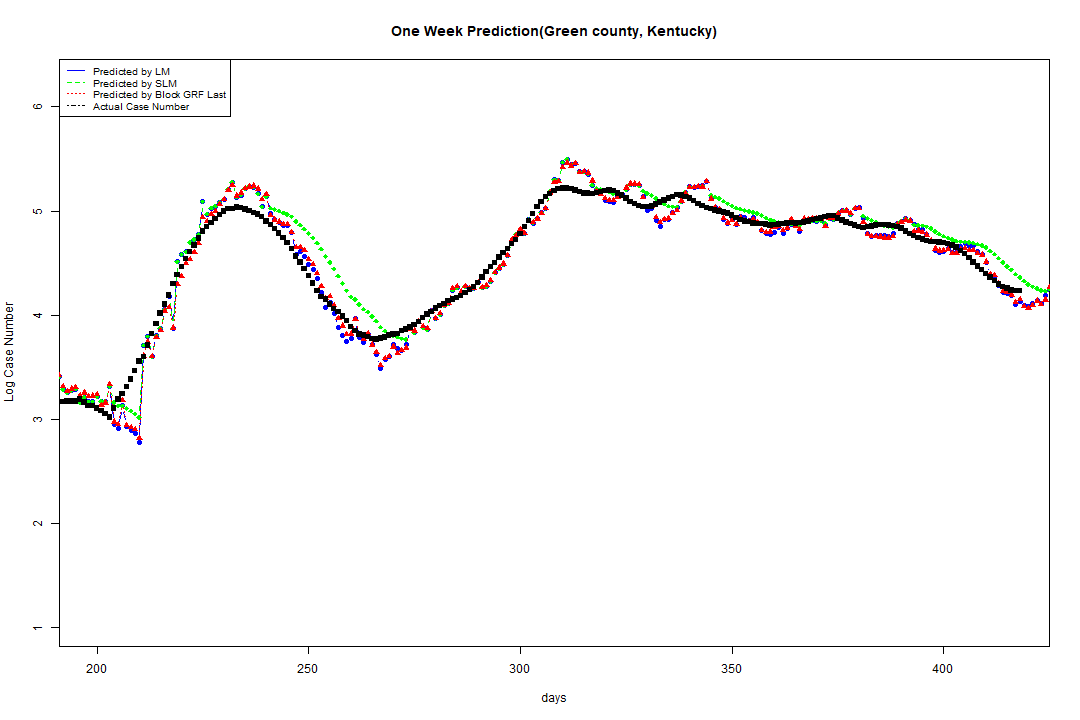 One Week Prediction(Green county, Kentucky)
Predicted by LM
Predicted by SLM
Predicted by Block GRF Last
Actual Case Number
6
5
4
3
2
1
Log Case Number
200 250 300 350 400
days